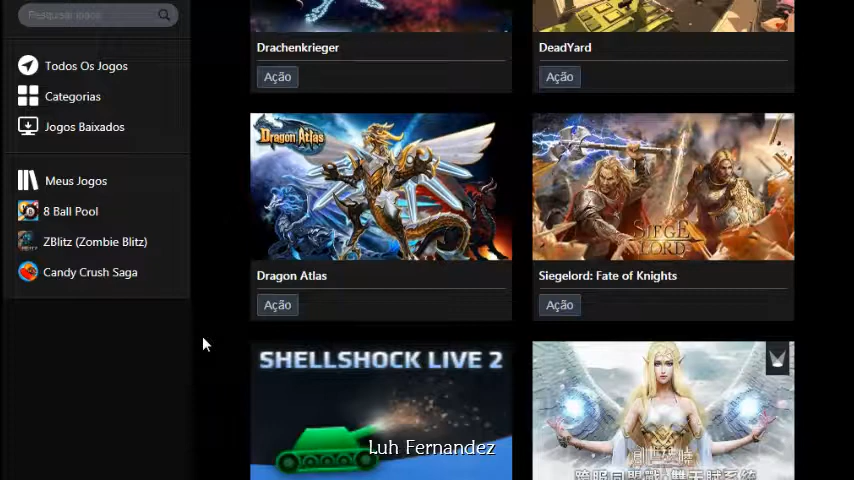 Pesquisar jogos
Todos Os Jogos
Categorias
Jogos Baixados
Meus Jogos
8 Ball Pool
ZBlitz (Zombie Blitz)
Candy Crush Saga
Drachenkrieger
Ação
DeadYard
Ação
Dragon Atlas
Dragon Atlas
Ação
SIEGE
LORD
Siegelord: Fate of Knights
Ação
SHELLSHOCK LIVE 2
Luh Fernandez